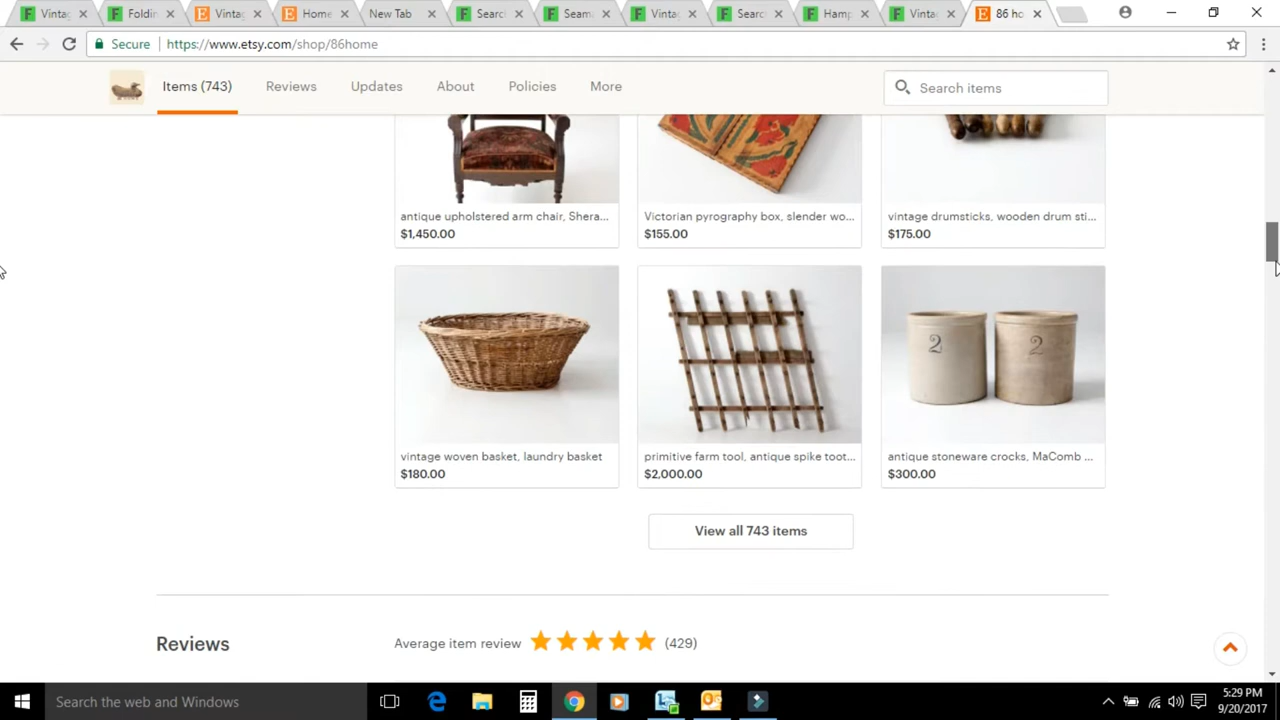 Vintag
Foldin
Vintag
Home
New Tab
Searc
Seam
Vinta
Searc
Hamp
Vintac
86 ho
Secure https://www.etsy.com/shop/86home
Items (743) Reviews Updates About Policies More Search items
antique upholstered arm chair, Shera...
$1,450.00
Victorian pyrography box, slender wo...
$155.00
vintage drumsticks, wooden drum sti...
$175.00
2 2
vintage woven basket, laundry basket
$180.00
primitive farm tool, antique spike toot...
$2,000.00
antique stoneware crocks, MaComb ...
$300.00
View all 743 items
Reviews Average item review (429)
Search the web and Windows
5:29 PM
9/20/2017